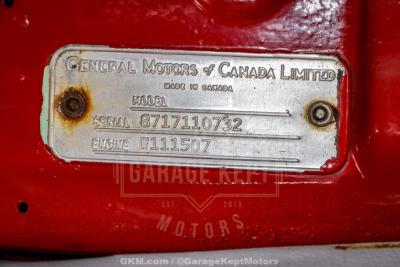 GENERAL MOTORS of CANADA LIMITED
MADE IN CANADA
MODEL
SERIAL 8717110732
ENGINE V111507
GARAGE KEPT
EST. 2013
MOTORS
GKM.com — @GarageKeptMotors